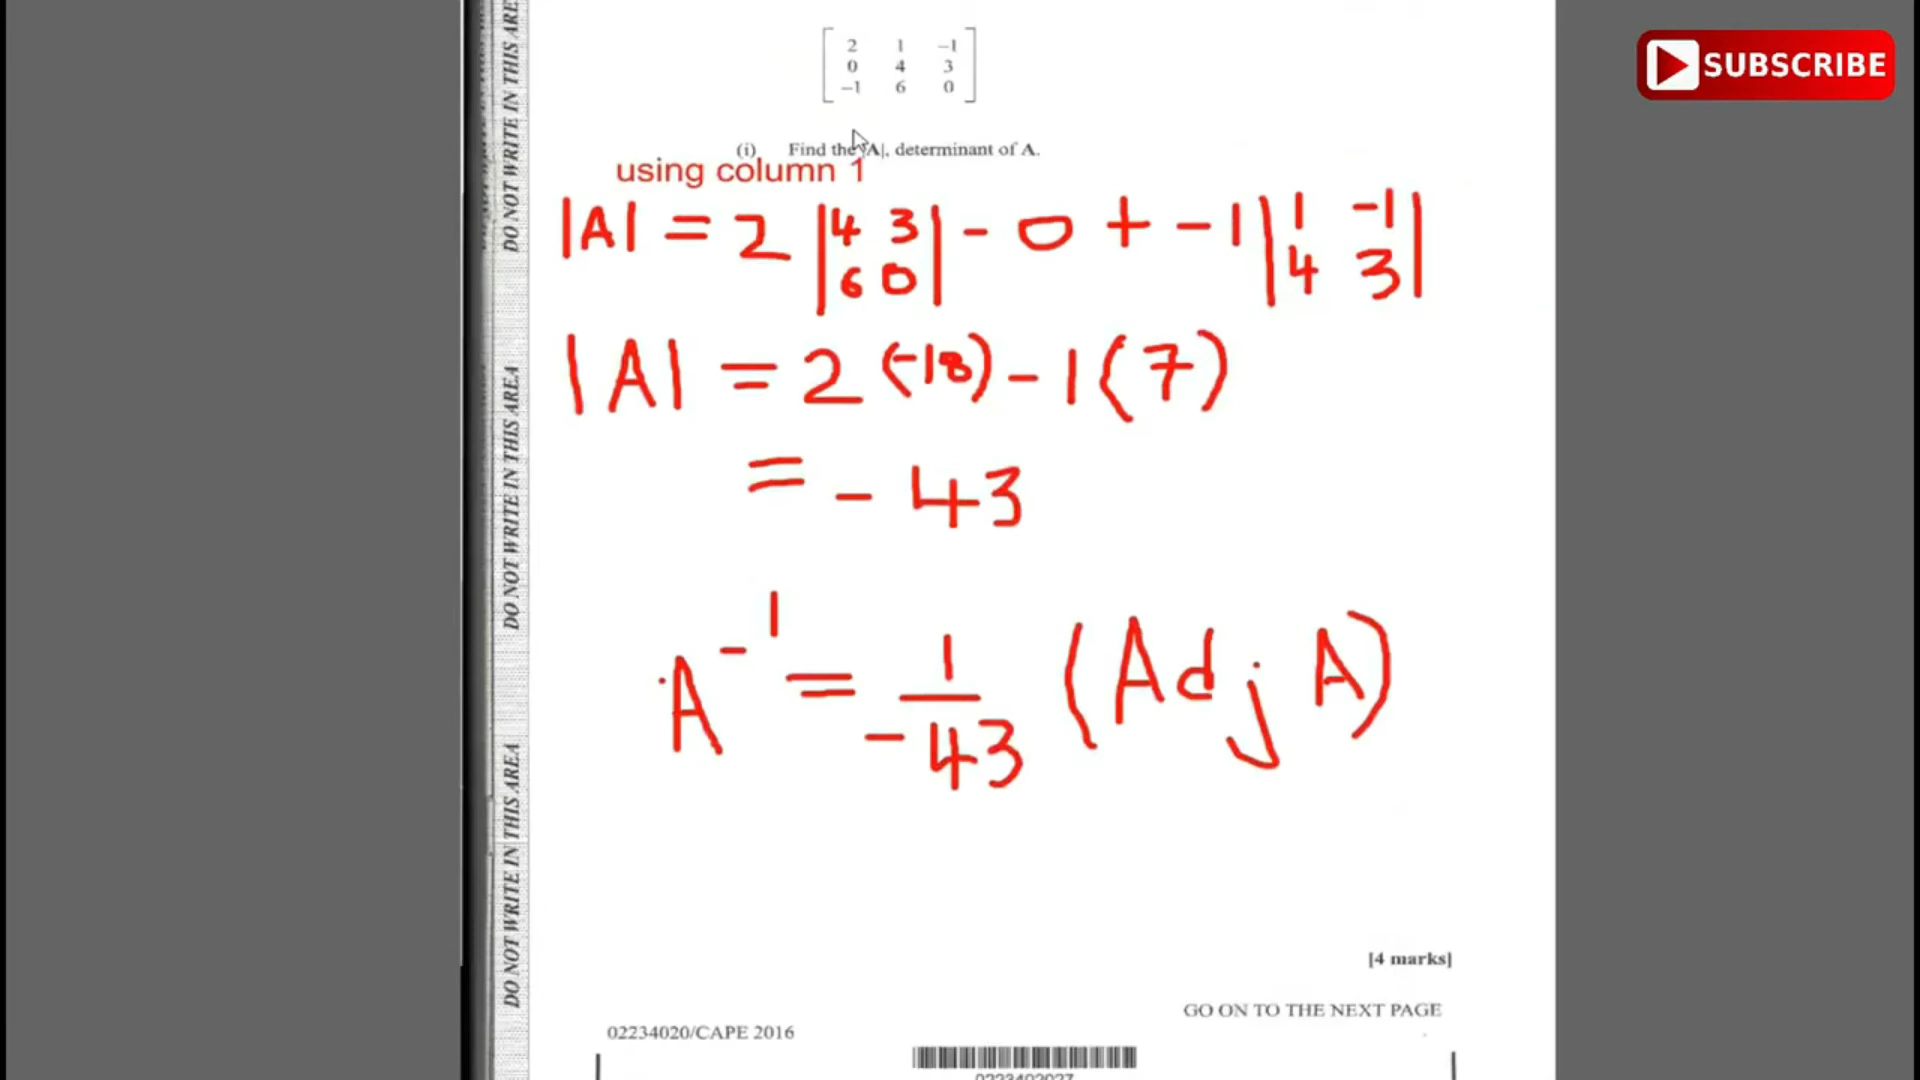 SUBSCRIBE
2 1 −1
0 4 3
−1 6 0
(i) Find the |A|, determinant of A.
using column 1
|A| = 2 |4 3| - 0 + -1 |1 -1|
|6 0| |4 3|
|A| = 2 (-18) - 1 (7)
= - 43
A⁻¹ = 1 (Adj A)
- 43
[4 marks]
GO ON TO THE NEXT PAGE
02234020/CAPE 2016
DO NOT WRITE IN THIS AREA
DO NOT WRITE IN THIS AREA
DO NOT WRITE IN THIS AREA